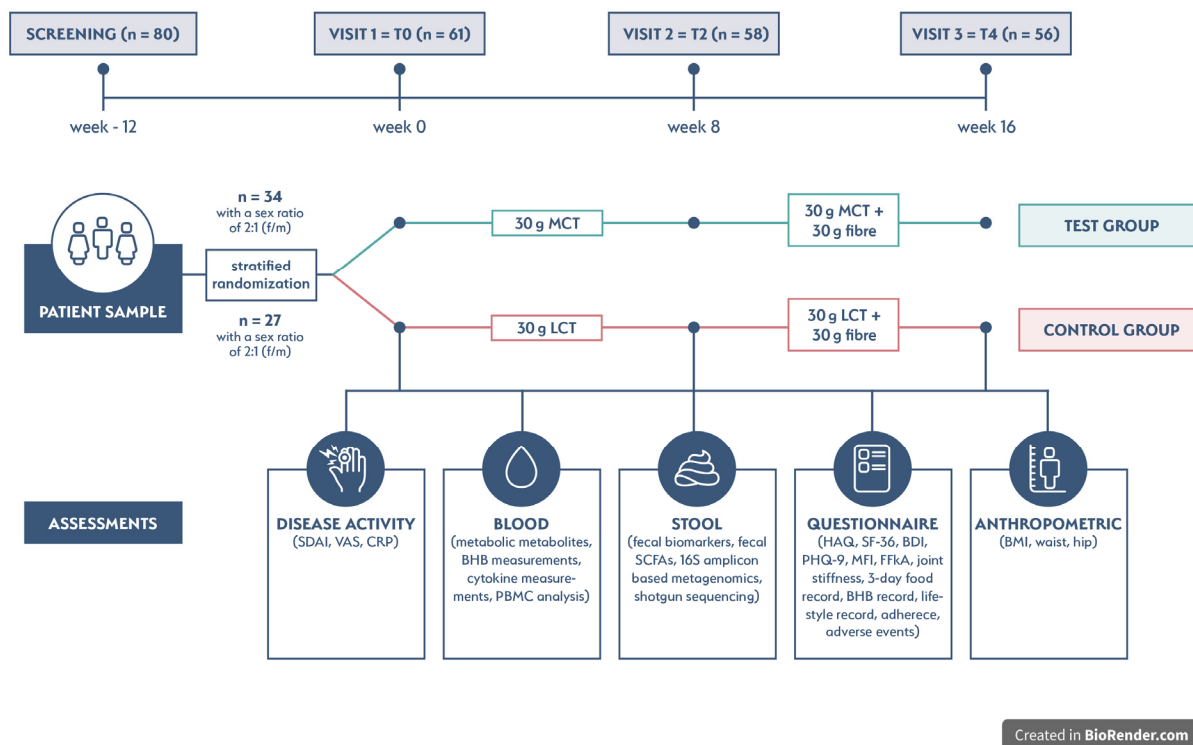 SCREENING (n = 80)
VISIT 1 = T0 (n = 61)
VISIT 2 = T2 (n = 58)
VISIT 3 = T4 (n = 56)
week - 12
week 0
week 8
week 16
n = 34
with a sex ratio
of 2:1 (f/m)
stratified
randomization
n = 27
with a sex ratio
of 2:1 (f/m)
PATIENT SAMPLE
30 g MCT
30 g MCT +
30 g fibre
TEST GROUP
30 g LCT
30 g LCT +
30 g fibre
CONTROL GROUP
ASSESSMENTS
DISEASE ACTIVITY
(SDAI, VAS, CRP)
BLOOD
(metabolic metabolites,
BHB measurements,
cytokine measure-
ments, PBMC analysis)
STOOL
(fecal biomarkers, fecal
SCFAs, 16S amplicon
based metagenomics,
shotgun sequencing)
QUESTIONNAIRE
(HAQ, SF-36, BDI,
PHQ-9, MFI, FFkA, joint
stiffness, 3-day food
record, BHB record, life-
style record, adherece,
adverse events)
ANTHROPOMETRIC
(BMI, waist, hip)
Created in BioRender.com